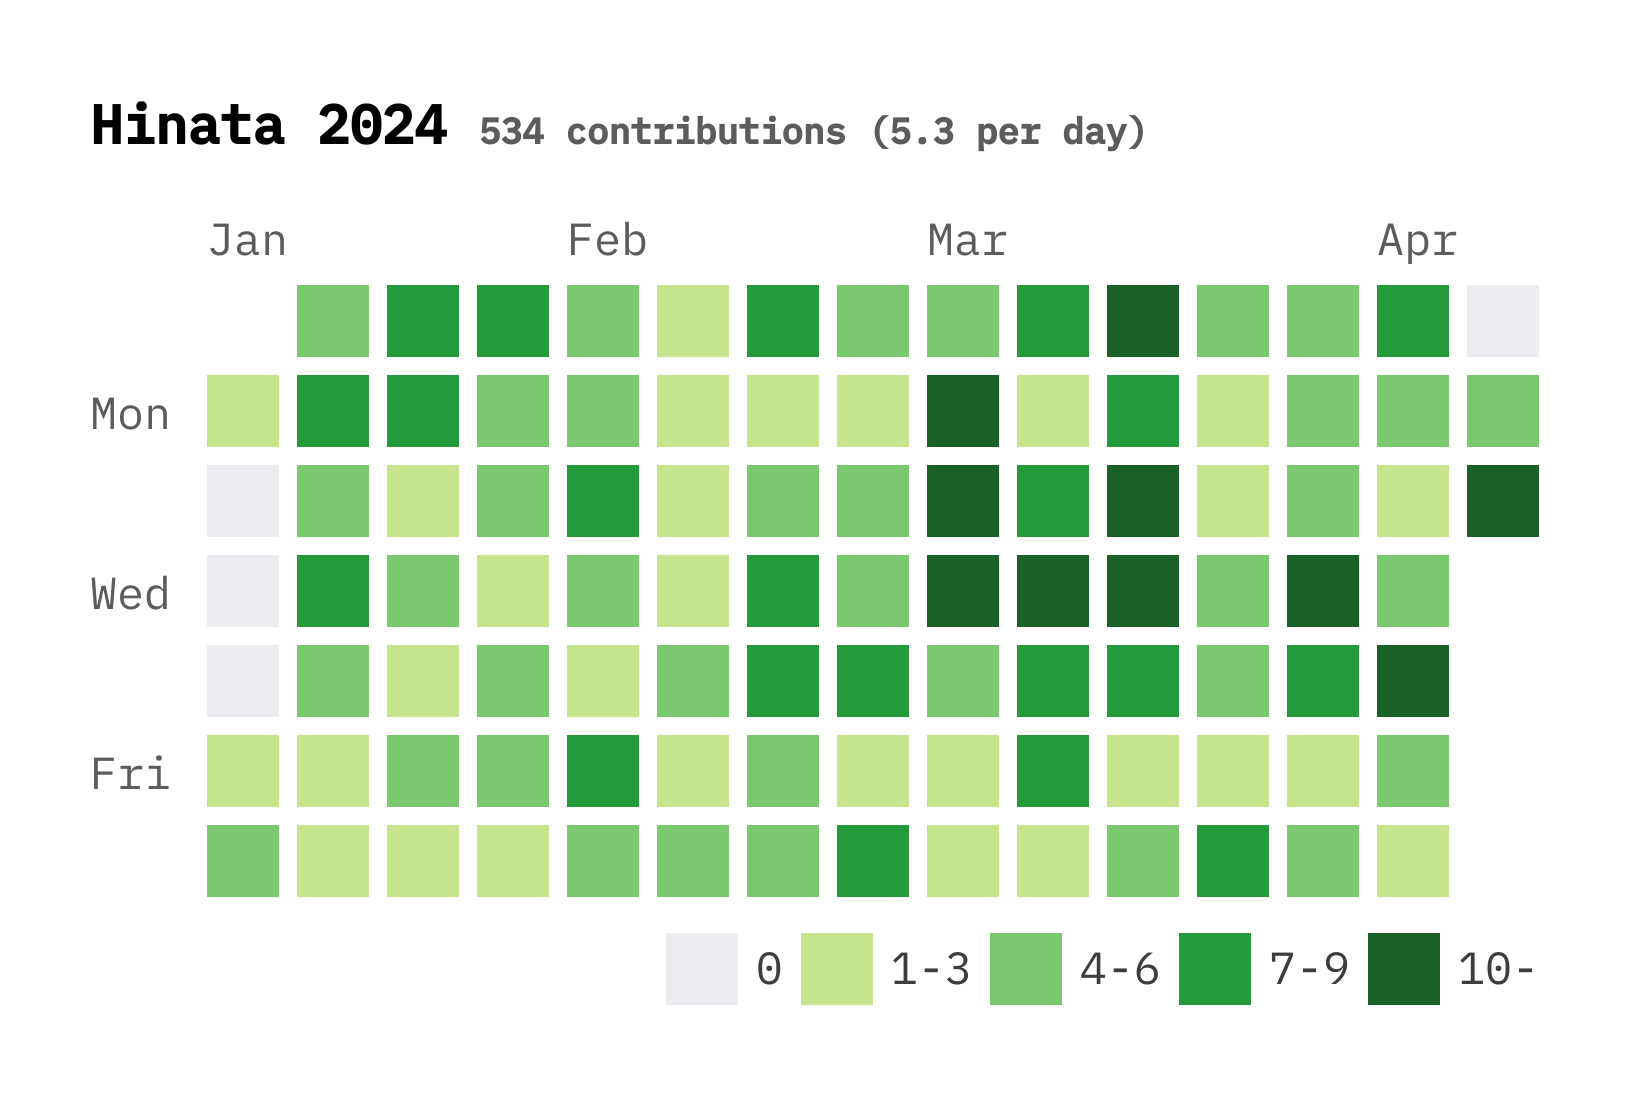 Hinata 2024 534 contributions (5.3 per day)
Jan Feb Mar Apr
Mon
Wed
Fri
0 1-3 4-6 7-9 10-